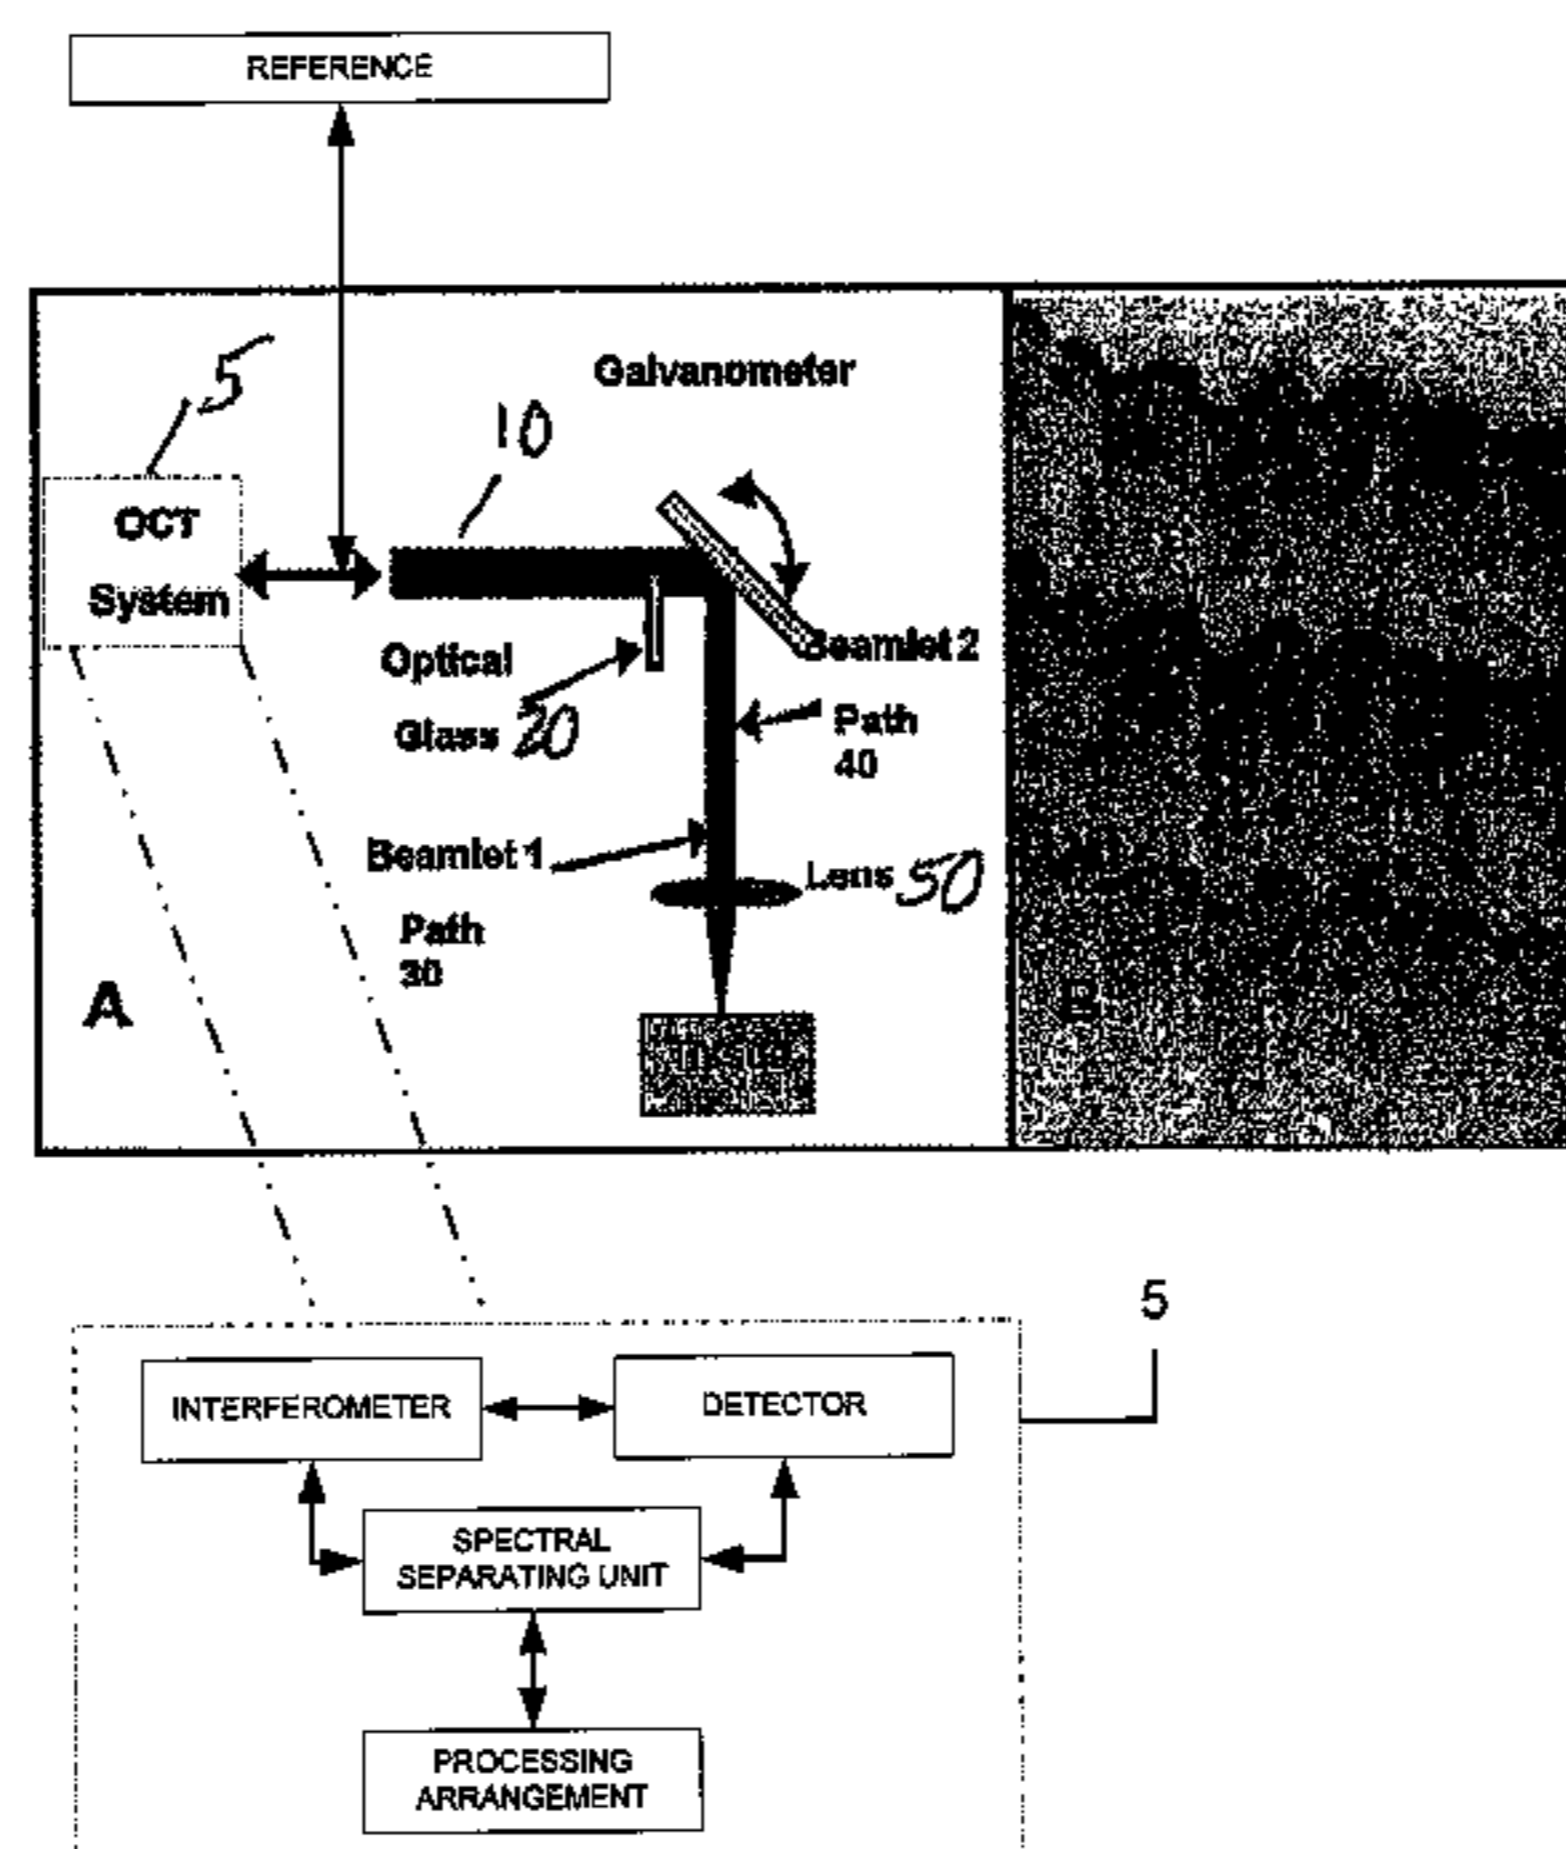 REFERENCE
5
Galvanometer
10
OCT
System
Optical
Glass 20
Beamlet 2
Path
40
Beamlet 1
Path
30
Lens 50
A
B
5
INTERFEROMETER
DETECTOR
SPECTRAL
SEPARATING UNIT
PROCESSING
ARRANGEMENT